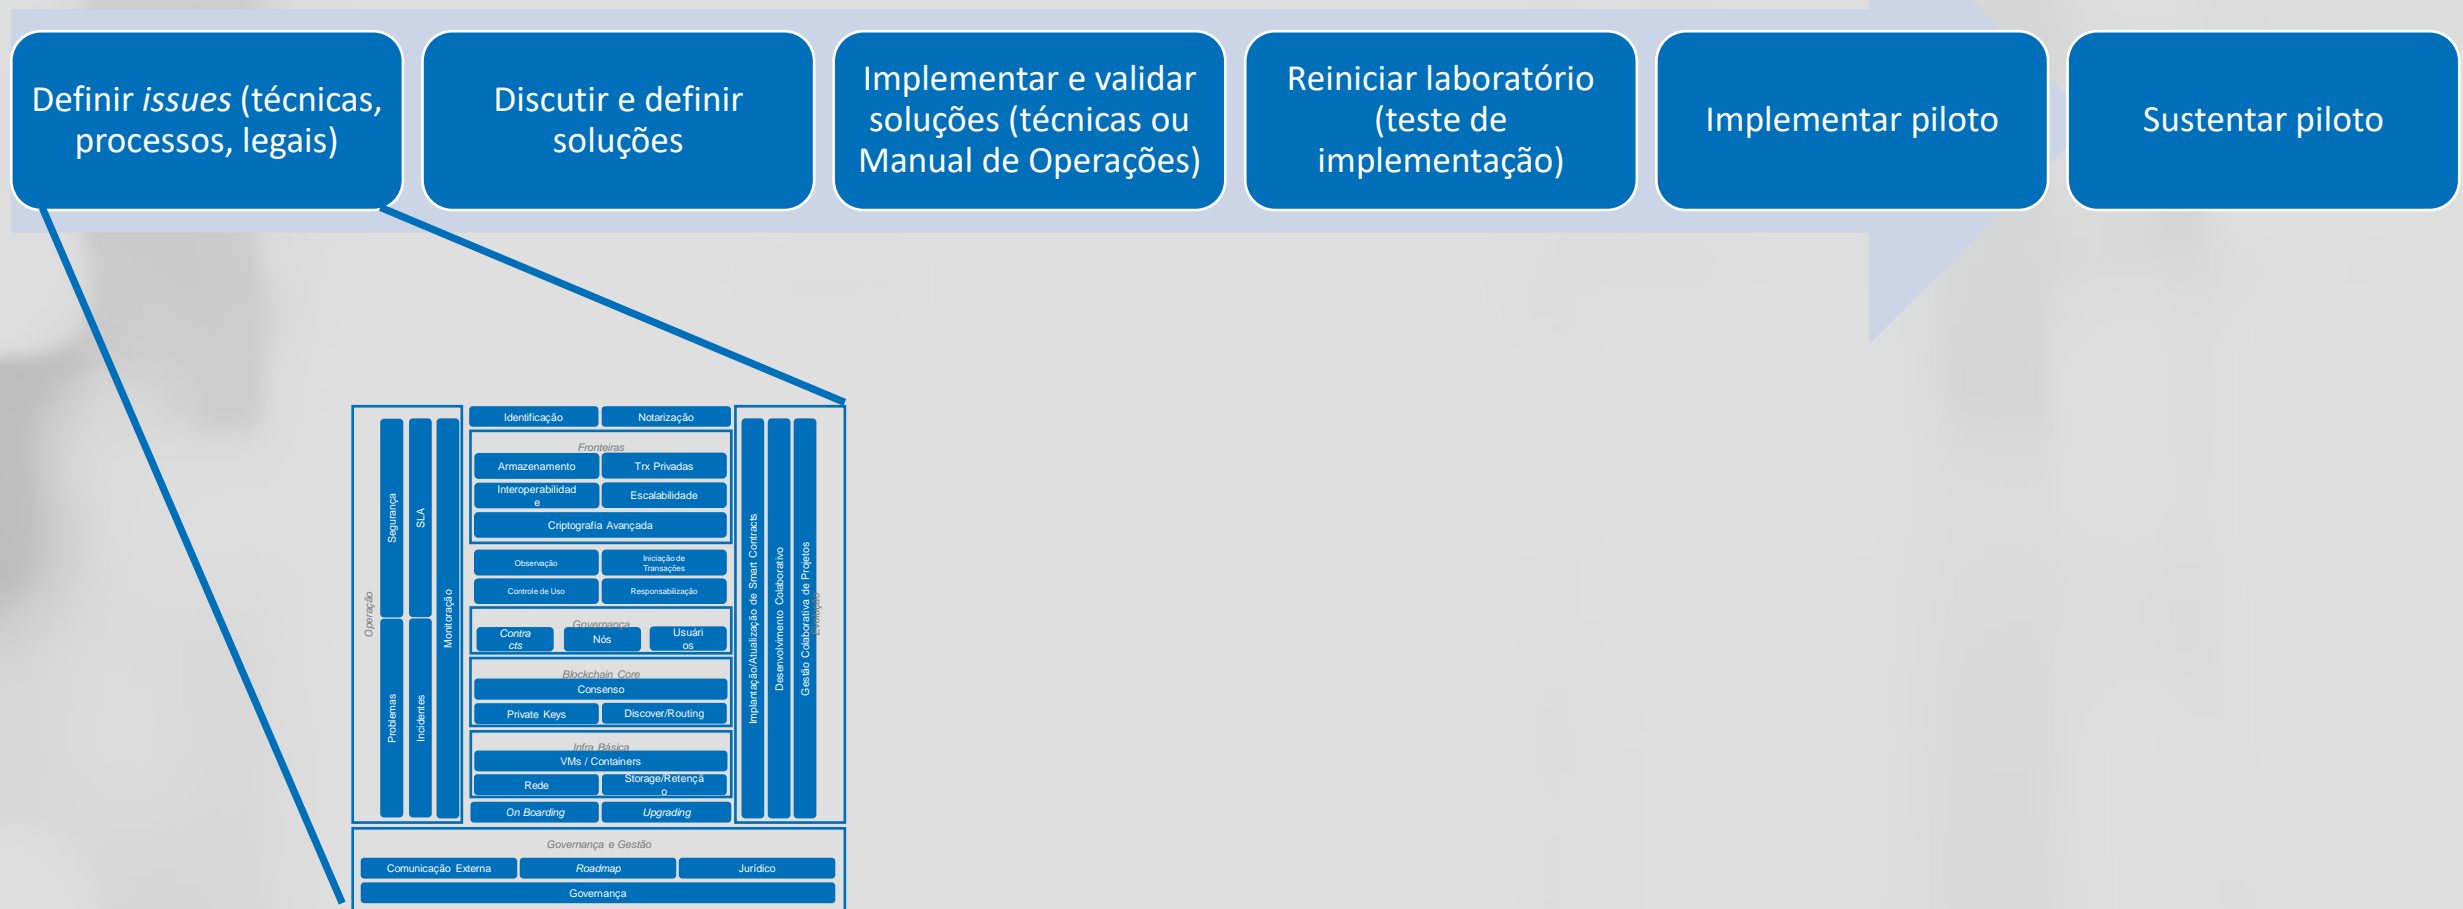 Definir issues (técnicas,
processos, legais)
Discutir e definir
soluções
Implementar e validar
soluções (técnicas ou
Manual de Operações)
Reiniciar laboratório
(teste de
implementação)
Implementar piloto
Sustentar piloto
Operação
Segurança
Problemas
SLA
Incidentes
Monitoração
Identificação
Notarização
Fronteiras
Armazenamento
Trx Privadas
Interoperabilidad
e
Escalabilidade
Criptografia Avançada
Observação
Iniciação de
Transações
Controle de Uso
Responsabilização
Governança
Contra
cts
Nós
Usuári
os
Blockchain Core
Consenso
Private Keys
Discover/Routing
Infra Básica
VMs / Containers
Rede
Storage/Retençã
o
On Boarding
Upgrading
Implantação/Atualização de Smart Contracts
Desenvolvimento Colaborativo
Gestão Colaborativa de Projetos
Evolução
Governança e Gestão
Comunicação Externa
Roadmap
Jurídico
Governança